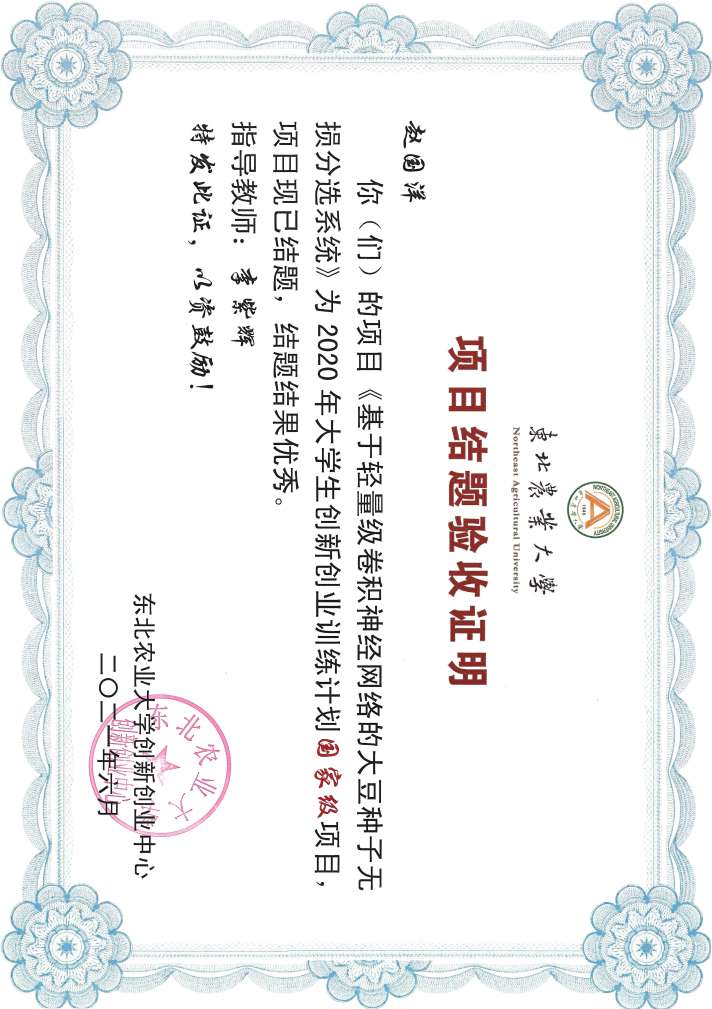 NORTHEAST AGRICULTURAL UNIVERSITY
1948
东北农业大学
東北農業大學
Northeast Agricultural University
项目结题验收证明
赵国洋
你（们）的项目《基于轻量级卷积神经网络的大豆种子无
损分选系统》为 2020 年大学生创新创业训练计划国家级项目，
项目现已结题，结题结果优秀。
指导教师：李紫辉
特发此证，以资鼓励！
东北农业大学
创新创业中心
东北农业大学创新创业中心
二〇二一年六月